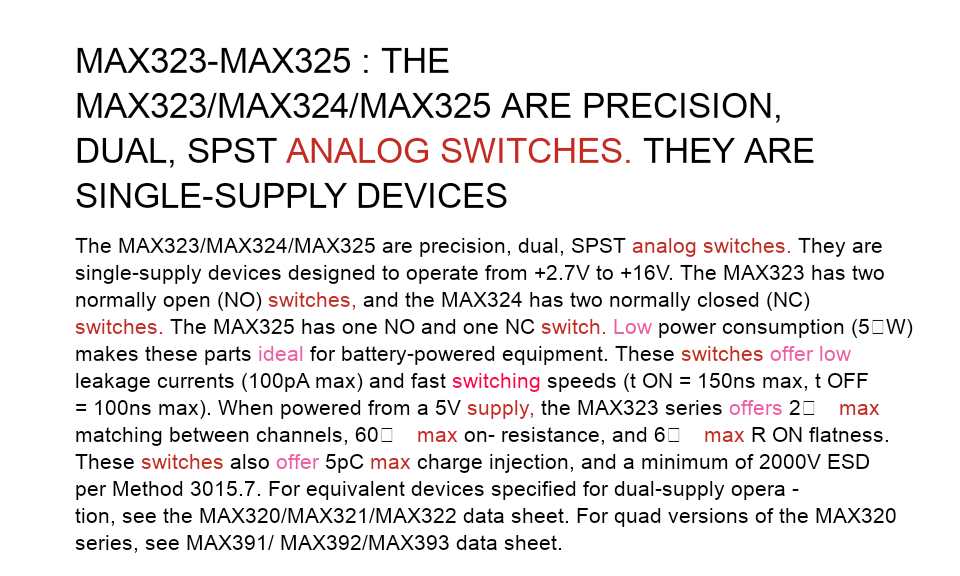 MAX323-MAX325 : THE
MAX323/MAX324/MAX325 ARE PRECISION,
DUAL, SPST ANALOG SWITCHES. THEY ARE
SINGLE-SUPPLY DEVICES
The MAX323/MAX324/MAX325 are precision, dual, SPST analog switches. They are
single-supply devices designed to operate from +2.7V to +16V. The MAX323 has two
normally open (NO) switches, and the MAX324 has two normally closed (NC)
switches. The MAX325 has one NO and one NC switch. Low power consumption (5□W)
makes these parts ideal for battery-powered equipment. These switches offer low
leakage currents (100pA max) and fast switching speeds (t ON = 150ns max, t OFF
= 100ns max). When powered from a 5V supply, the MAX323 series offers 2□ max
matching between channels, 60□ max on- resistance, and 6□ max R ON flatness.
These switches also offer 5pC max charge injection, and a minimum of 2000V ESD
per Method 3015.7. For equivalent devices specified for dual-supply opera -
tion, see the MAX320/MAX321/MAX322 data sheet. For quad versions of the MAX320
series, see MAX391/ MAX392/MAX393 data sheet.